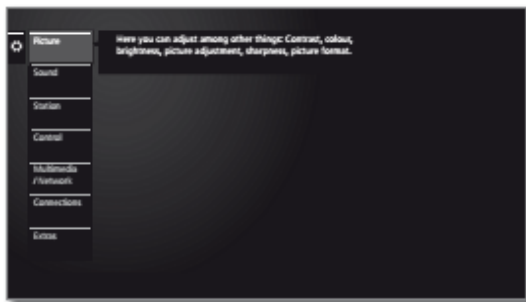 Picture
Here you can adjust among other things: Contrast, colour,
brightness, picture adjustment, sharpness, picture format.
Sound
Station
Control
Multimedia
/ Network
Connections
Extras